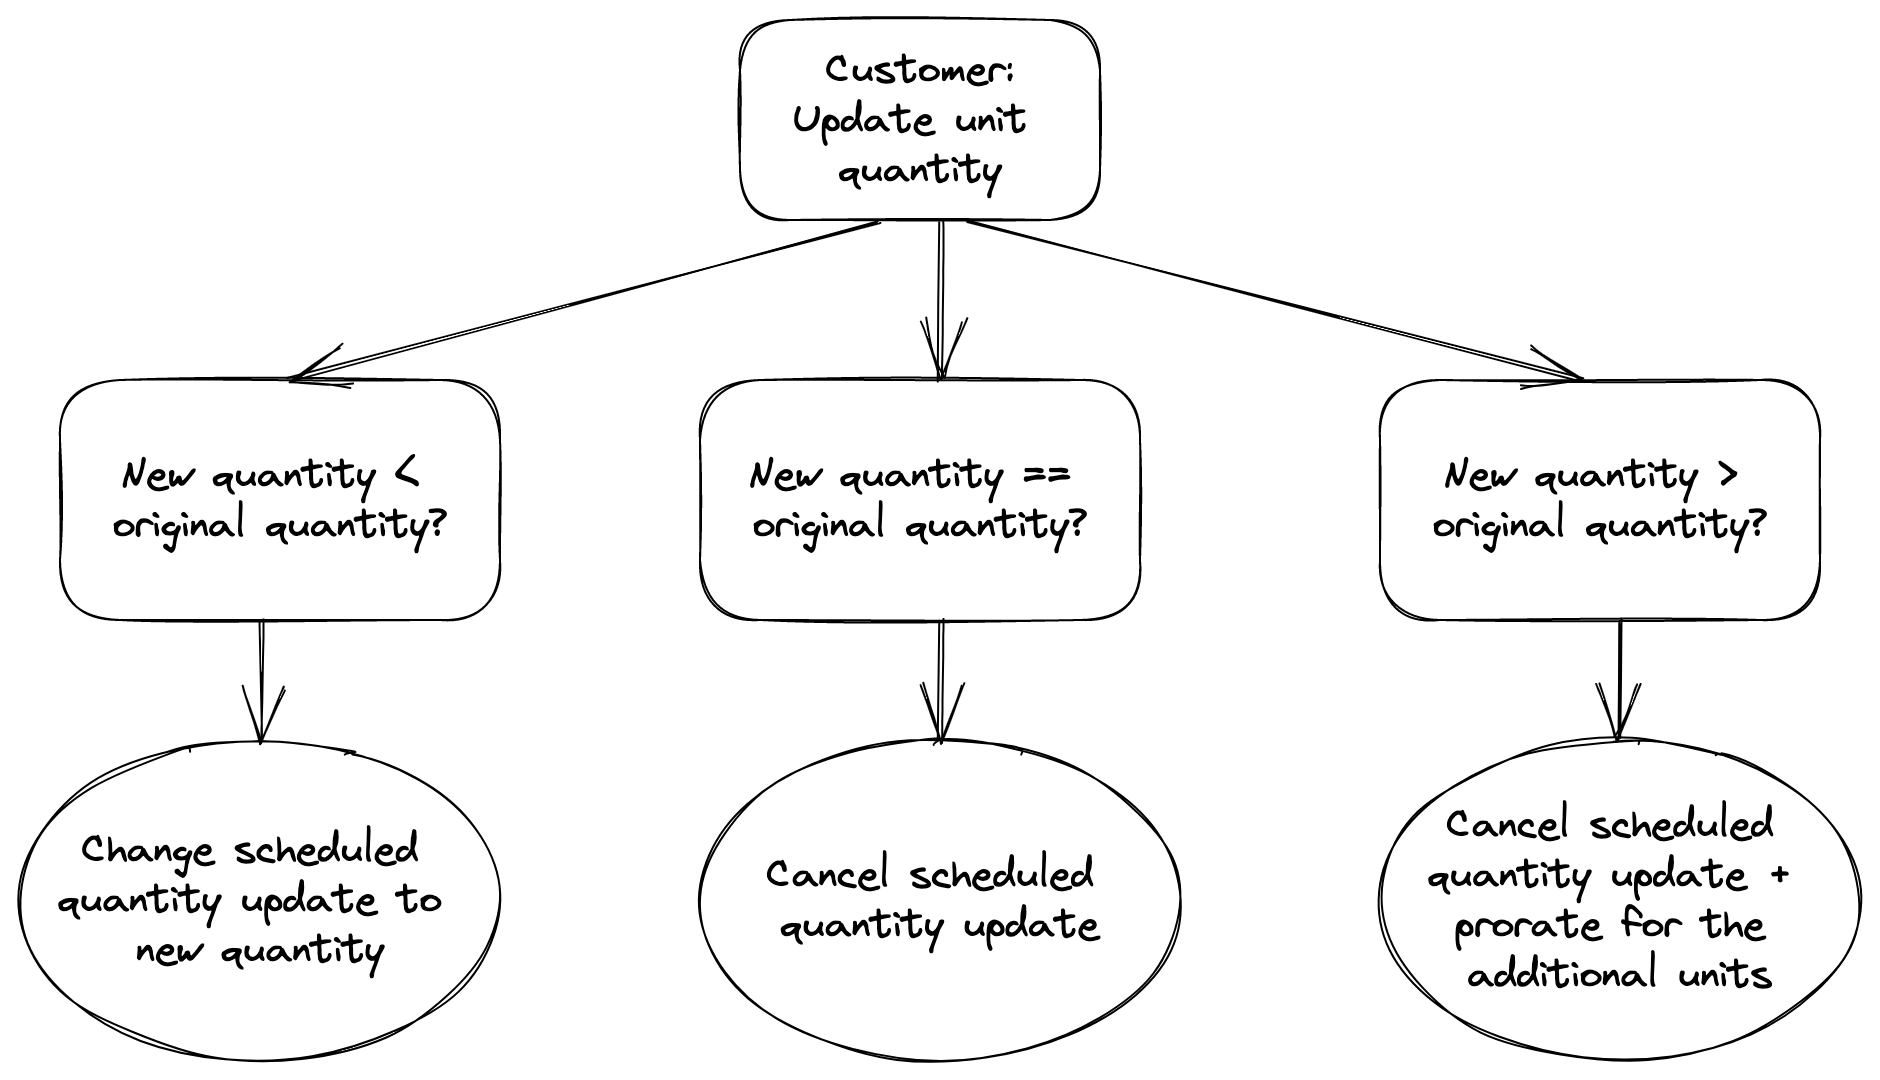 Customer:
Update unit
quantity
New quantity <
original quantity?
New quantity ==
original quantity?
New quantity >
original quantity?
Change scheduled
quantity update to
new quantity
Cancel scheduled
quantity update
Cancel scheduled
quantity update +
prorate for the
additional units